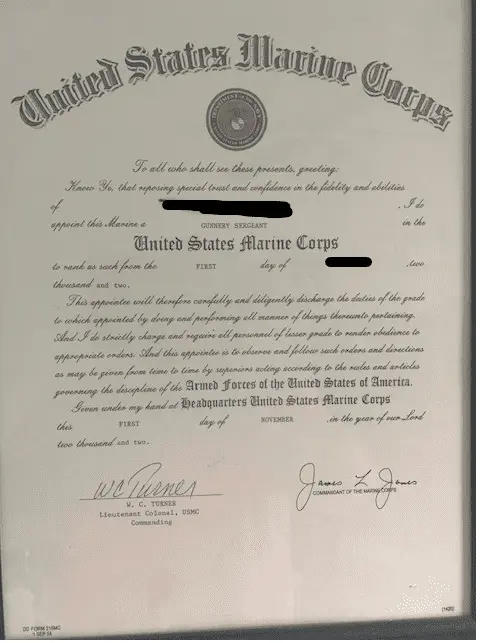 United States Marine Corps
To all who shall see these presents, greeting:
Know Ye, that reposing special trust and confidence in the fidelity and abilities
of , I do
appoint this Marine a GUNNERY SERGEANT in the
United States Marine Corps
to rank as such from the FIRST day of , two
thousand and two.
This appointee will therefore carefully and diligently discharge the duties of the grade
to which appointed by doing and performing all manner of things thereunto pertaining.
And I do strictly charge and require all personnel of lesser grade to render obedience to
appropriate orders. And this appointee is to observe and follow such orders and directions
as may be given from time to time by superiors acting according to the rules and articles
governing the discipline of the Armed Forces of the United States of America.
Given under my hand at Headquarters United States Marine Corps
this FIRST day of NOVEMBER , in the year of our Lord
two thousand and two.
WC Turner
W. C. TURNER
Lieutenant Colonel, USMC
Commanding
James L Jones
COMMANDANT OF THE MARINE CORPS
DD FORM 216MC